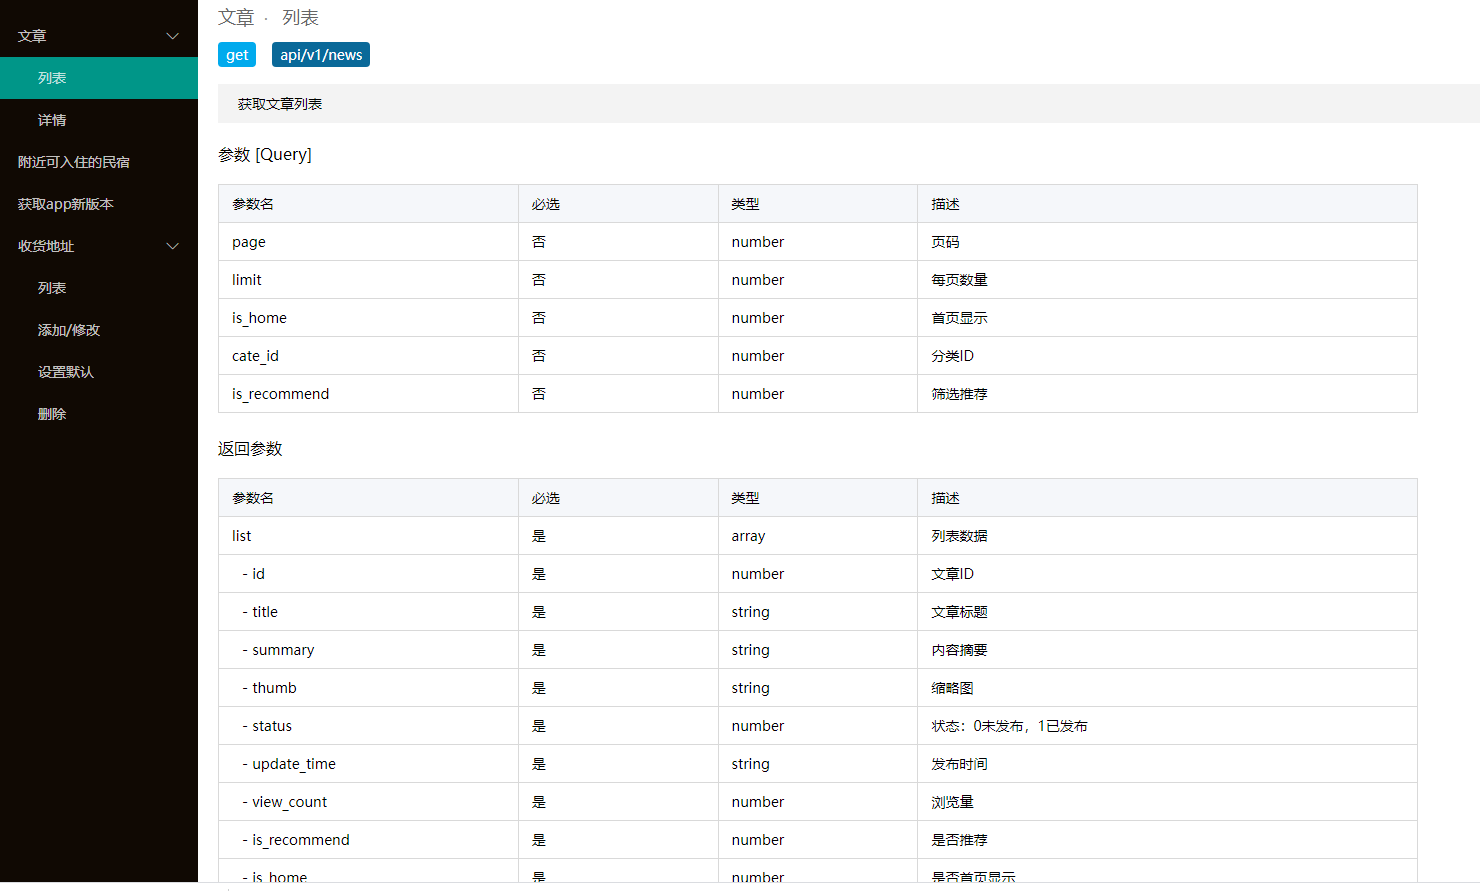 文章
列表
详情
附近可入住的民宿
获取app新版本
收货地址
列表
添加/修改
设置默认
删除
文章 · 列表
get api/v1/news
获取文章列表
参数 [Query]
参数名 必选 类型 描述
page 否 number 页码
limit 否 number 每页数量
is_home 否 number 首页显示
cate_id 否 number 分类ID
is_recommend 否 number 筛选推荐
返回参数
参数名 必选 类型 描述
list 是 array 列表数据
- id 是 number 文章ID
- title 是 string 文章标题
- summary 是 string 内容摘要
- thumb 是 string 缩略图
- status 是 number 状态：0未发布，1已发布
- update_time 是 string 发布时间
- view_count 是 number 浏览量
- is_recommend 是 number 是否推荐
- is_home 是 number 是否首页显示